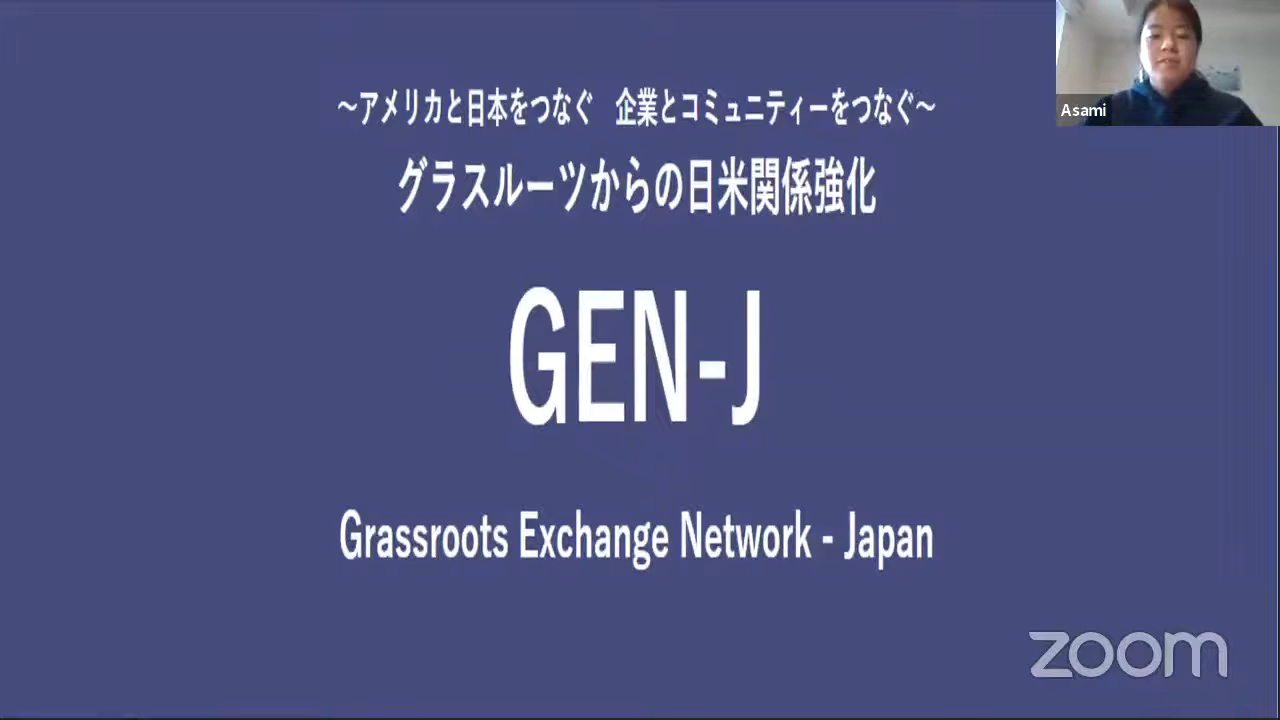 ～アメリカと日本をつなぐ　企業とコミュニティーをつなぐ～
グラスルーツからの日米関係強化
GEN-J
Grassroots Exchange Network - Japan
Asami
zoom